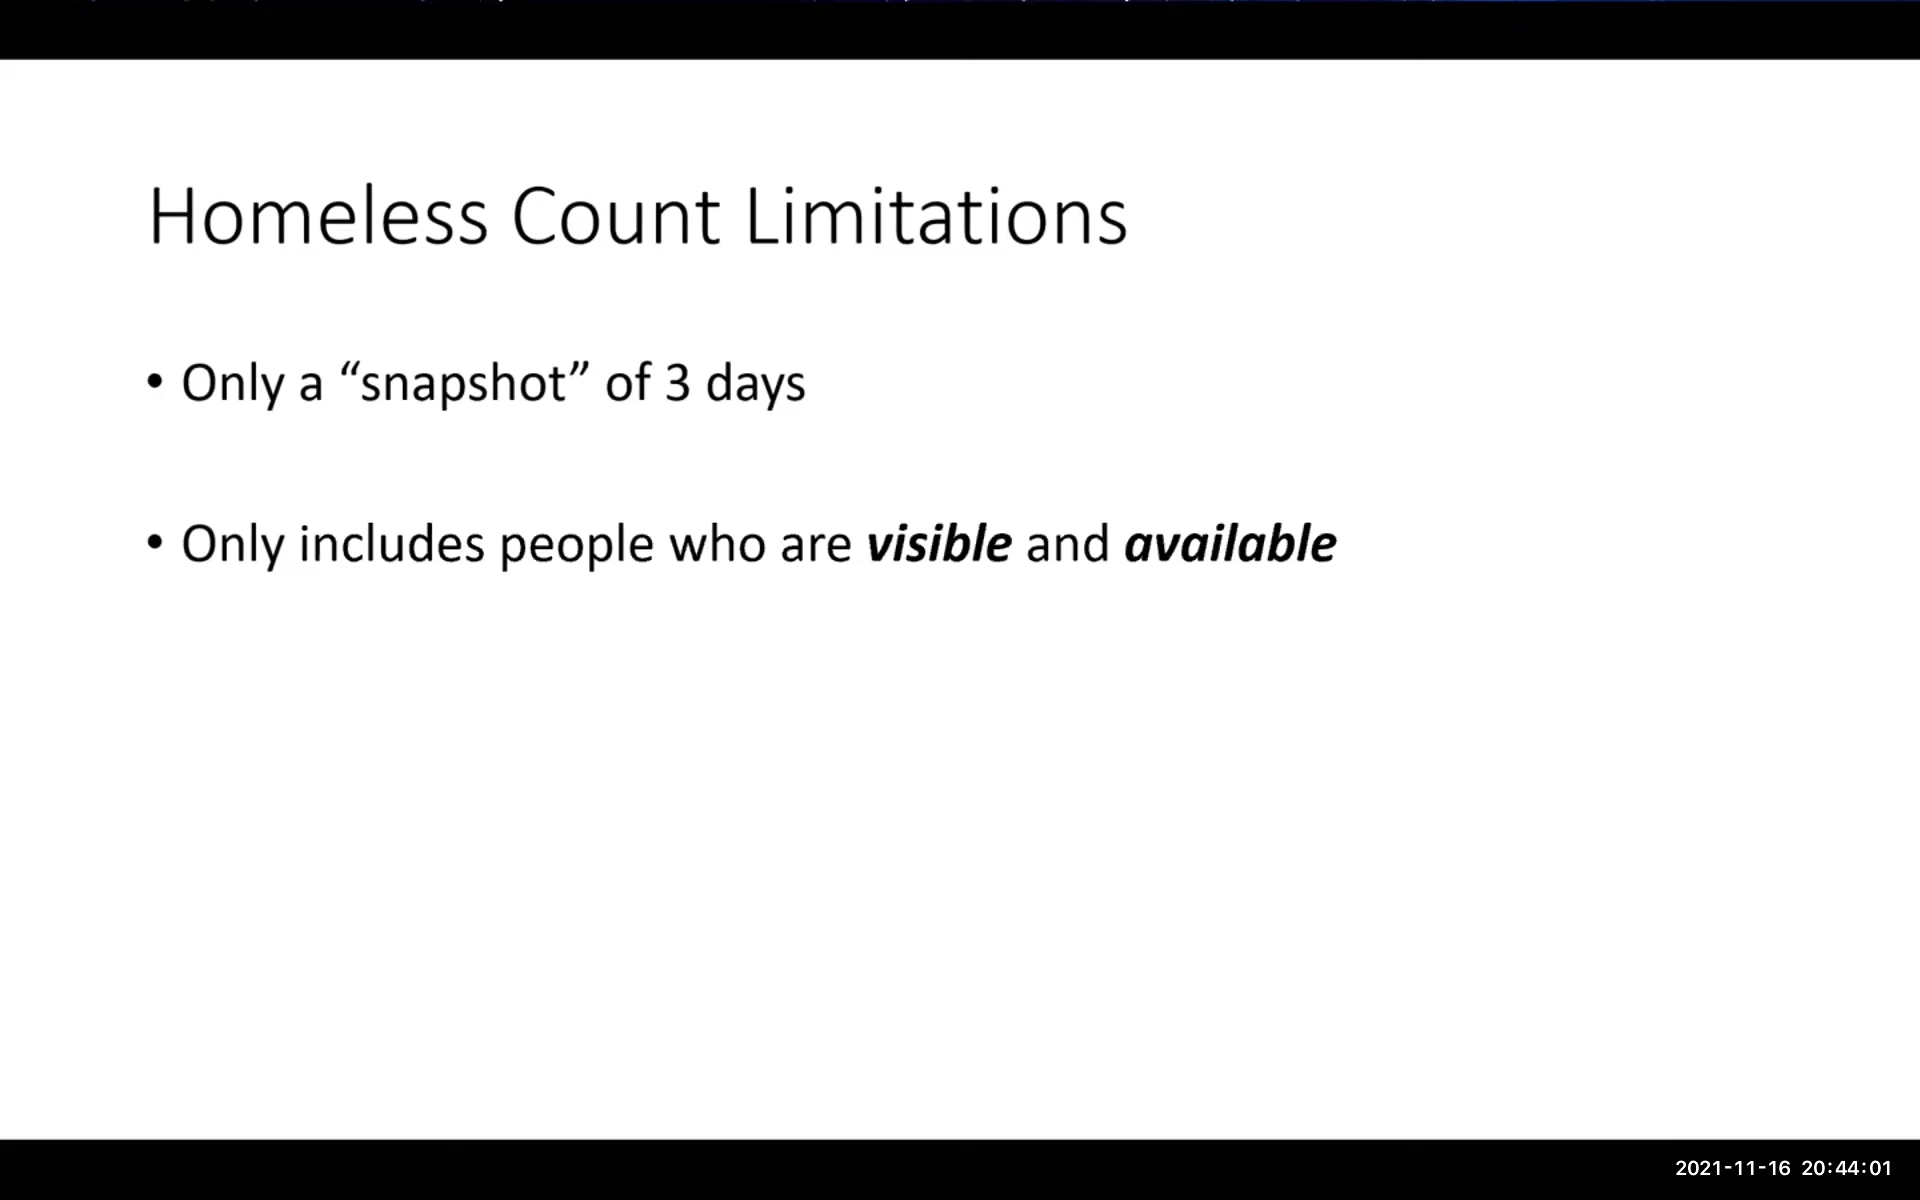 Homeless Count Limitations
• Only a “snapshot” of 3 days
• Only includes people who are visible and available
2021-11-16 20:44:01